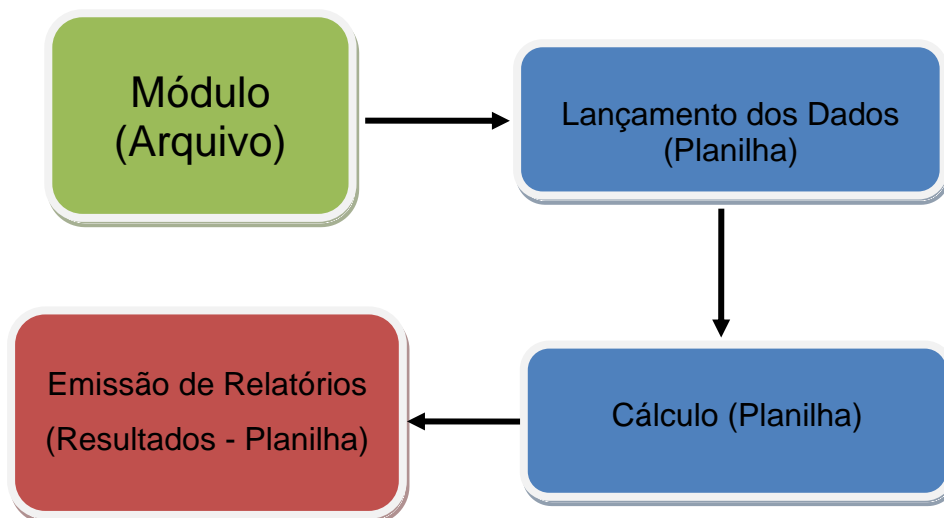 Módulo
(Arquivo)
Lançamento dos Dados
(Planilha)
Cálculo (Planilha)
Emissão de Relatórios
(Resultados - Planilha)